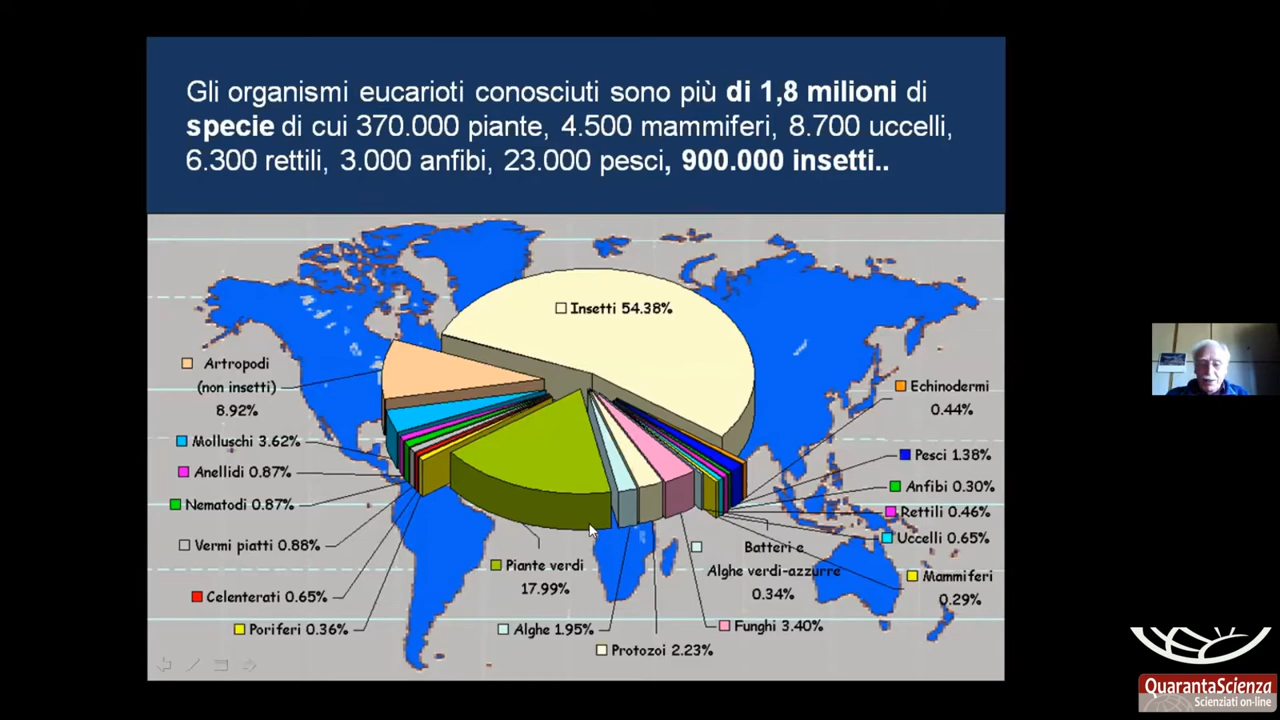 Gli organismi eucarioti conosciuti sono più di 1,8 milioni di
specie di cui 370.000 piante, 4.500 mammiferi, 8.700 uccelli,
6.300 rettili, 3.000 anfibi, 23.000 pesci, 900.000 insetti..
Insetti 54.38%
Artropodi
(non insetti)
8.92%
Molluschi 3.62%
Anellidi 0.87%
Nematodi 0.87%
Vermi piatti 0.88%
Celenterati 0.65%
Poriferi 0.36%
Piante verdi
17.99%
Alghe 1.95%
Protozoi 2.23%
Funghi 3.40%
Batteri e
Alghe verdi-azzurre
0.34%
Echinodermi
0.44%
Pesci 1.38%
Anfibi 0.30%
Rettili 0.46%
Uccelli 0.65%
Mammiferi
0.29%
QuarantaScienza
Scienziati on-line